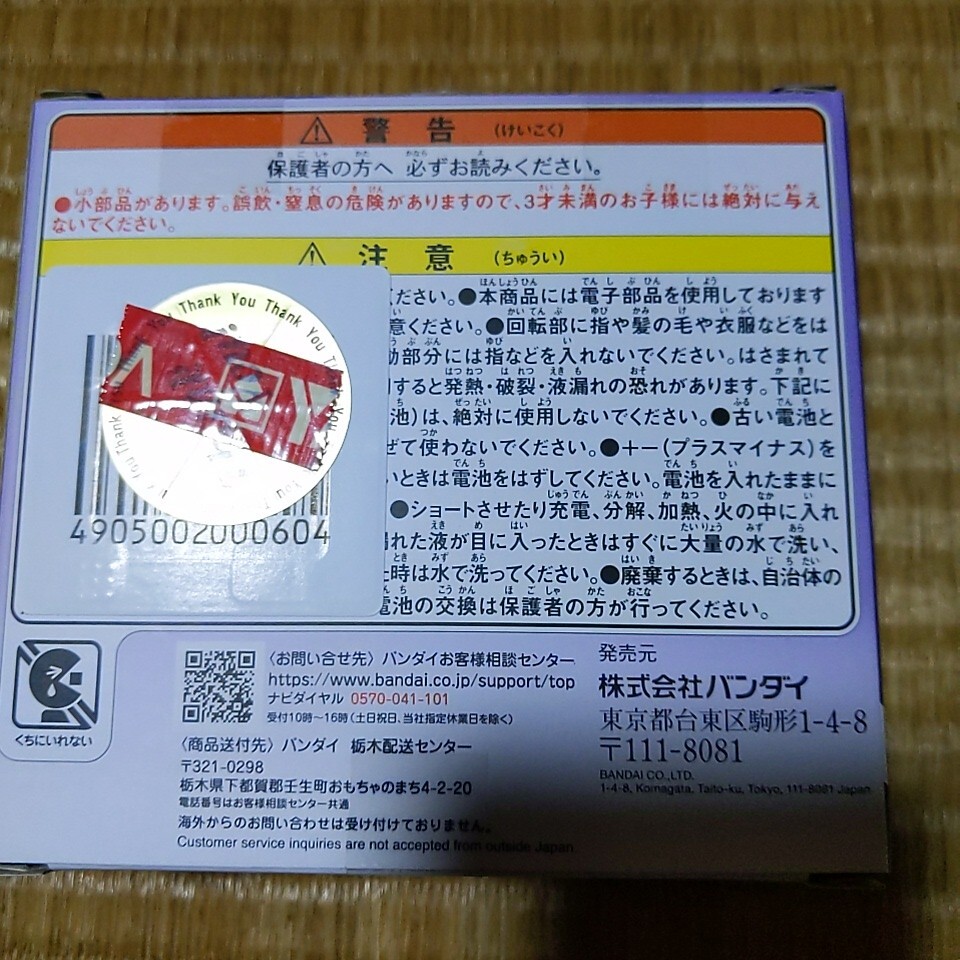 警告 (けいこく)
保護者の方へ 必ずお読みください。
●小部品があります。誤飲・窒息の危険がありますので、3才未満のお子様には絶対に与え
ないでください。
注意 (ちゅうい)
ください。●本商品には電子部品を使用しております
意ください。●回転部に指や髪の毛や衣服などをは
動部分には指などを入れないでください。はさまれて
すると発熱・破裂・液漏れの恐れがあります。下記に
池)は、絶対に使用しないでください。●古い電池と
ぜて使わないでください。●+-(プラスマイナス)を
いときは電池をはずしてください。電池を入れたままに
●ショートさせたり充電、分解、加熱、火の中に入れ
漏れた液が目に入ったときはすぐに大量の水で洗い、
た時は水で洗ってください。●廃棄するときは、自治体の
電池の交換は保護者の方が行ってください。
Thank You Thank You
4905002000604
くちにいれない
〈お問い合せ先〉バンダイお客様相談センター
https://www.bandai.co.jp/support/top
ナビダイヤル 0570-041-101
受付10時～16時(土日祝日、当社指定休業日を除く)
〈商品送付先〉バンダイ 栃木配送センター
〒321-0298
栃木県下都賀郡壬生町おもちゃのまち4-2-20
電話番号はお客様相談センター共通
海外からのお問い合わせは受け付けておりません。
Customer service inquiries are not accepted from outside Japan
発売元
株式会社バンダイ
東京都台東区駒形1-4-8
〒111-8081
BANDAI CO.,LTD.
1-4-8, Komagata, Taito-ku, Tokyo, 111-8081 Japan